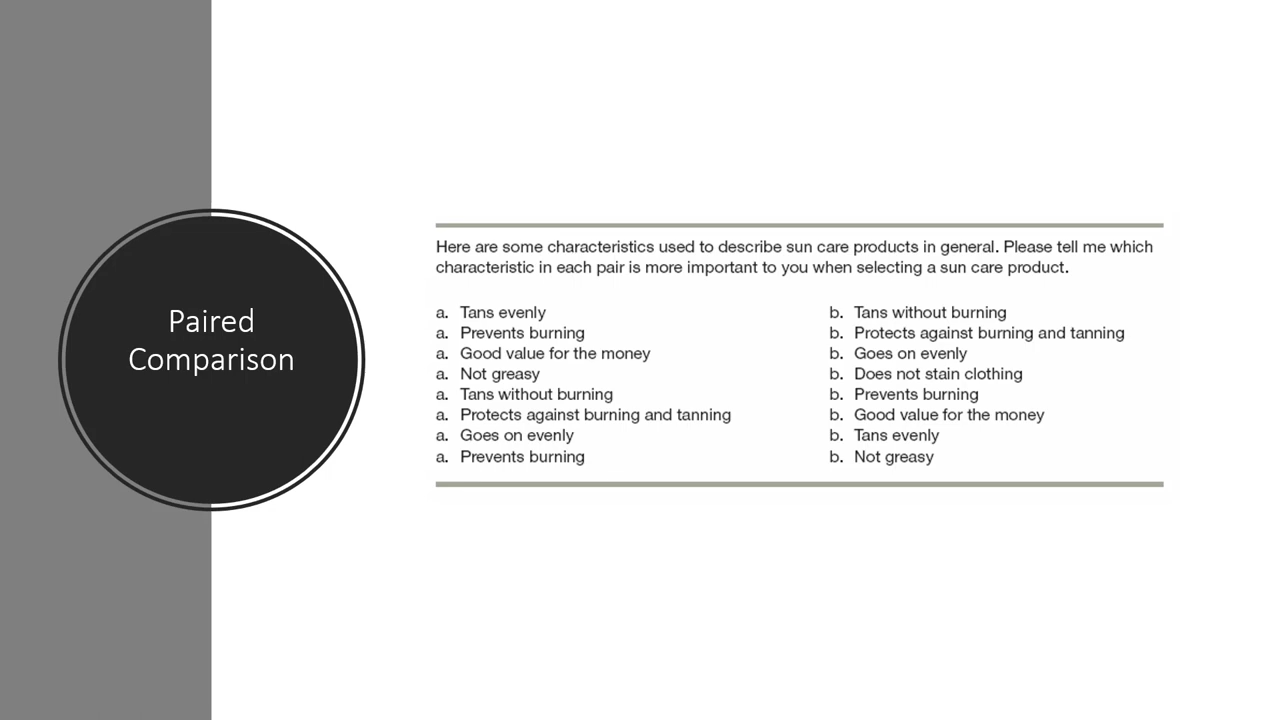 Paired
Comparison
Here are some characteristics used to describe sun care products in general. Please tell me which
characteristic in each pair is more important to you when selecting a sun care product.
a. Tans evenly b. Tans without burning
a. Prevents burning b. Protects against burning and tanning
a. Good value for the money b. Goes on evenly
a. Not greasy b. Does not stain clothing
a. Tans without burning b. Prevents burning
a. Protects against burning and tanning b. Good value for the money
a. Goes on evenly b. Tans evenly
a. Prevents burning b. Not greasy